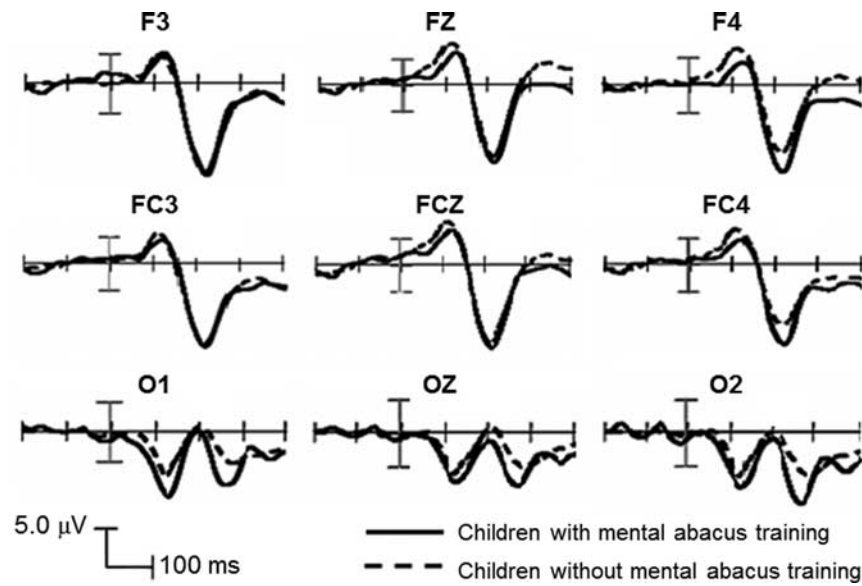 F3 FZ F4
FC3 FCZ FC4
O1 OZ O2
5.0 μV
100 ms
Children with mental abacus training
Children without mental abacus training